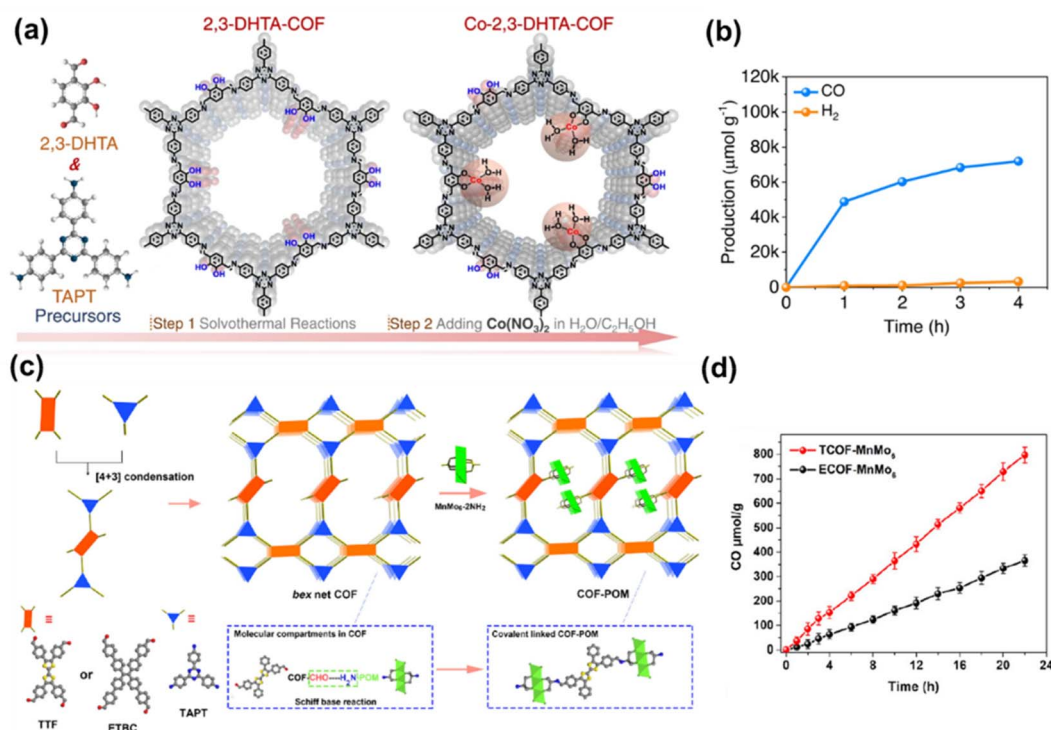 (a)
2,3-DHTA-COF
Co-2,3-DHTA-COF
2,3-DHTA
&
TAPT
Precursors
Step 1 Solvothermal Reactions
Step 2 Adding Co(NO₃)₂ in H₂O/C₂H₅OH
(b)
CO
H₂
Production (μmol g⁻¹)
120k
100k
80k
60k
40k
20k
0
0 1 2 3 4
Time (h)
(c)
[4+3] condensation
MnMo₆-2NH₂
bex net COF
COF-POM
Molecular compartments in COF
COF-CHO----H₂N-POM
Schiff base reaction
Covalent linked COF-POM
TTF
or
ETBC
TAPT
(d)
TCOF-MnMo₆
ECOF-MnMo₆
CO μmol/g
800
700
600
500
400
300
200
100
0
0 4 8 12 16 20 24
Time (h)